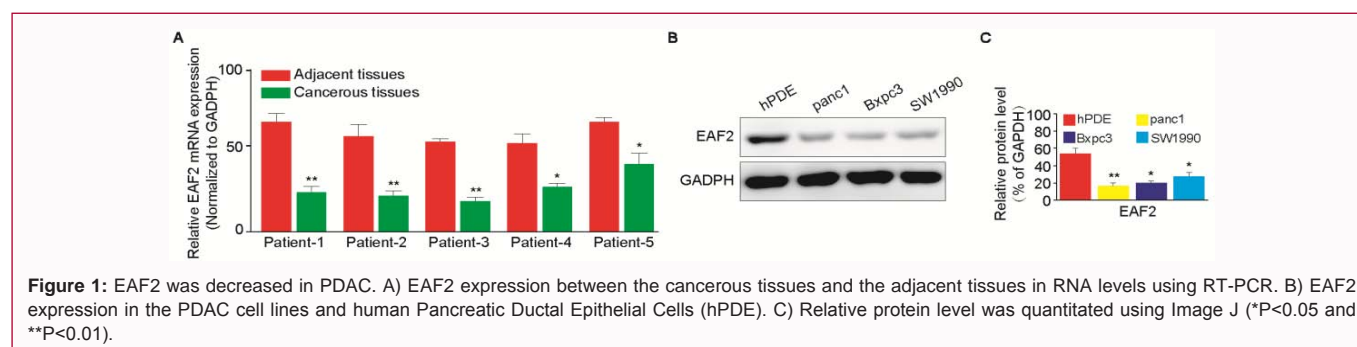 A
Relative EAF2 mRNA expression
(Normalized to GADPH)
100
50
0
Adjacent tissues
Cancerous tissues
** ** ** * *
Patient-1 Patient-2 Patient-3 Patient-4 Patient-5
B
hPDE panc1 Bxpc3 SW1990
EAF2
GADPH
C
Relative protein level
(% of GAPDH)
100
80
60
40
20
0
hPDE panc1
Bxpc3 SW1990
** * *
EAF2
Figure 1: EAF2 was decreased in PDAC. A) EAF2 expression between the cancerous tissues and the adjacent tissues in RNA levels using RT-PCR. B) EAF2
expression in the PDAC cell lines and human Pancreatic Ductal Epithelial Cells (hPDE). C) Relative protein level was quantitated using Image J (*P<0.05 and
**P<0.01).